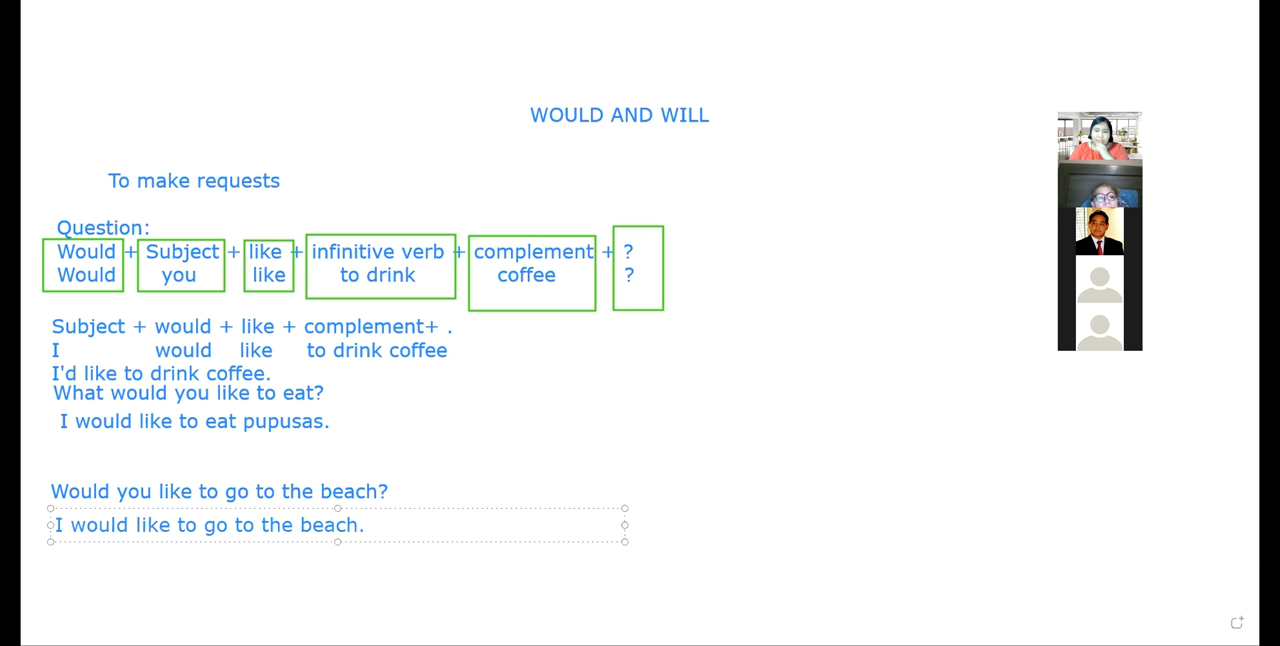 WOULD AND WILL
To make requests
Question:
Would + Subject + like + infinitive verb + complement + ?
Would you like to drink coffee ?
Subject + would + like + complement+ .
I would like to drink coffee
I'd like to drink coffee.
What would you like to eat?
I would like to eat pupusas.
Would you like to go to the beach?
I would like to go to the beach.